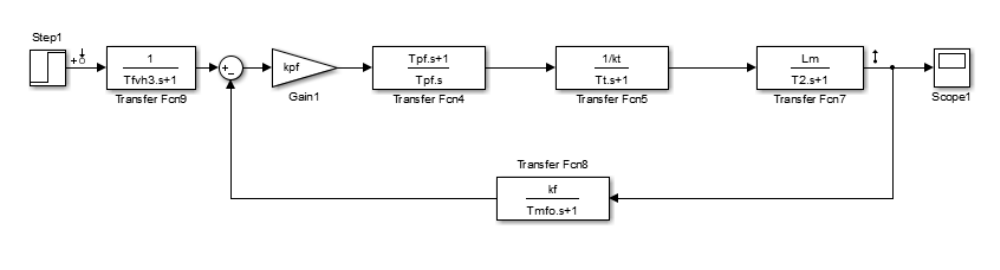 Step1
+
1
Tfvh3.s+1
Transfer Fcn9
+
−
kpf
Gain1
Tpf.s+1
Tpf.s
Transfer Fcn4
1/kt
Tt.s+1
Transfer Fcn5
Lm
T2.s+1
Transfer Fcn7
Scope1
Transfer Fcn8
kf
Tmfo.s+1